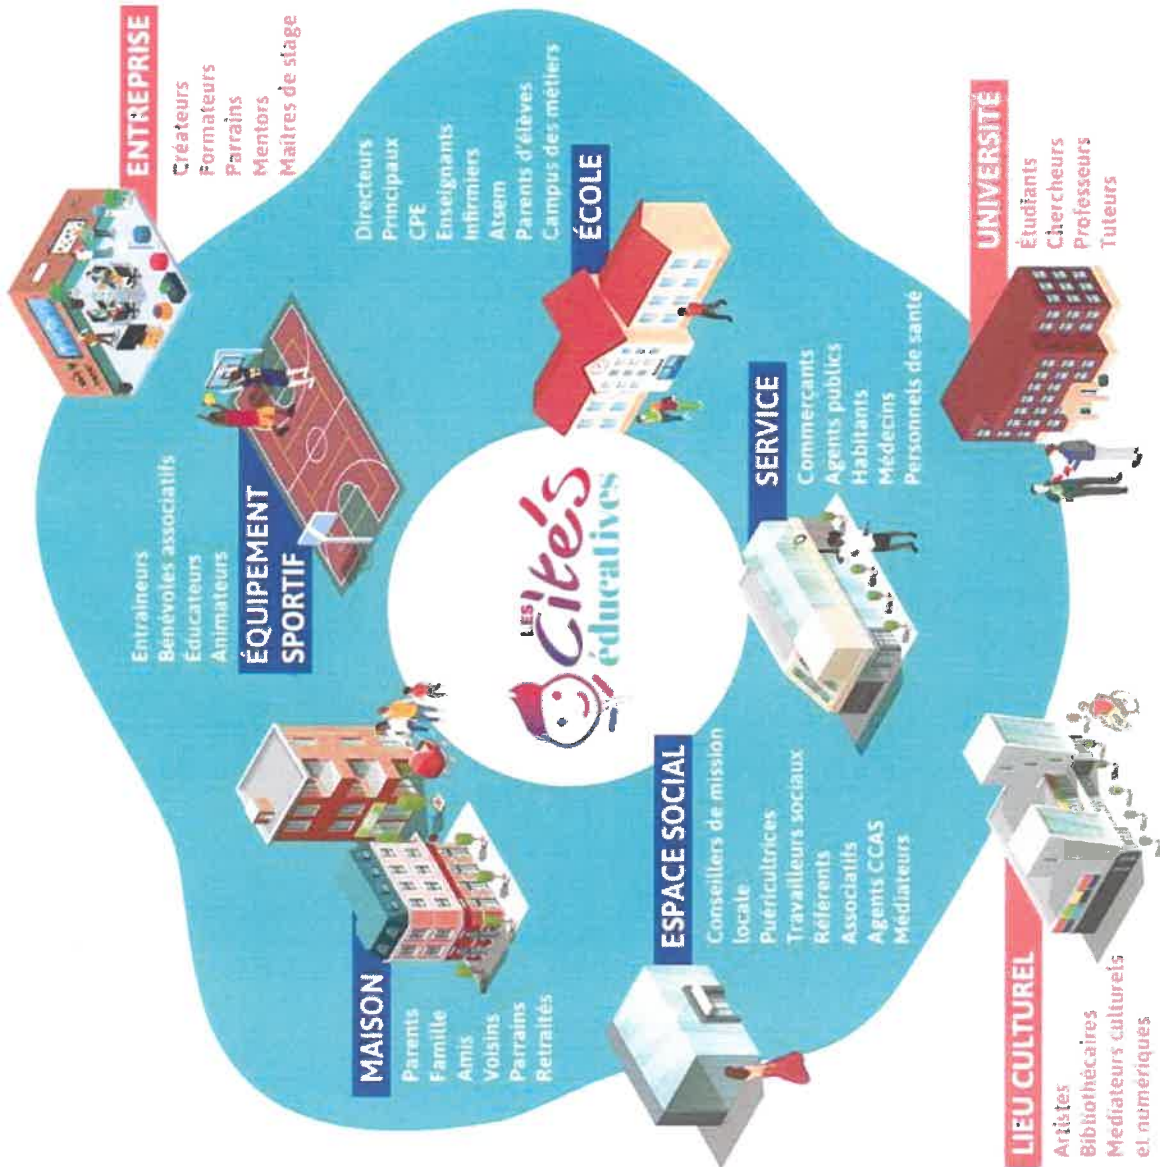 ENTREPRISE
Créateurs
Formateurs
Parrains
Mentors
Maîtres de stage
Entraineurs
Bénévoles associatifs
Éducateurs
Animateurs
ÉQUIPEMENT
SPORTIF
MAISON
Parents
Famille
Amis
Voisins
Parrains
Retraités
Directeurs
Principaux
CPE
Enseignants
Infirmiers
Atsen
Parents d'élèves
Campus des métiers
ÉCOLE
LES
Cités
éducatives
ESPACE SOCIAL
Conseillers de mission
locale
Puéricultrices
Travailleurs sociaux
Référents
Associatifs
Agents CCAS
Médiateurs
SERVICE
Commerçants
Agents publics
Habitants
Médecins
Personnels de santé
LIEU CULTUREL
Artistes
Bibliothécaires
Médiateurs culturels
et numériques
UNIVERSITÉ
Étudiants
Chercheurs
Professeurs
Tuteurs